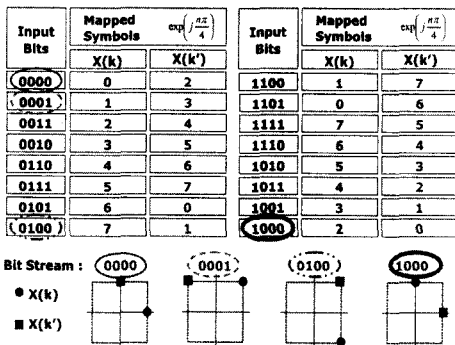 Input Bits Mapped Symbols exp(j nπ/4) Input Bits Mapped Symbols exp(j nπ/4)
X(k) X(k') X(k) X(k')
0000 0 2 1100 1 7
0001 1 3 1101 0 6
0011 2 4 1111 7 5
0010 3 5 1110 6 4
0110 4 6 1010 5 3
0111 5 7 1011 4 2
0101 6 0 1001 3 1
0100 7 1 1000 2 0
Bit Stream : 0000 0001 0100 1000
X(k)
X(k')